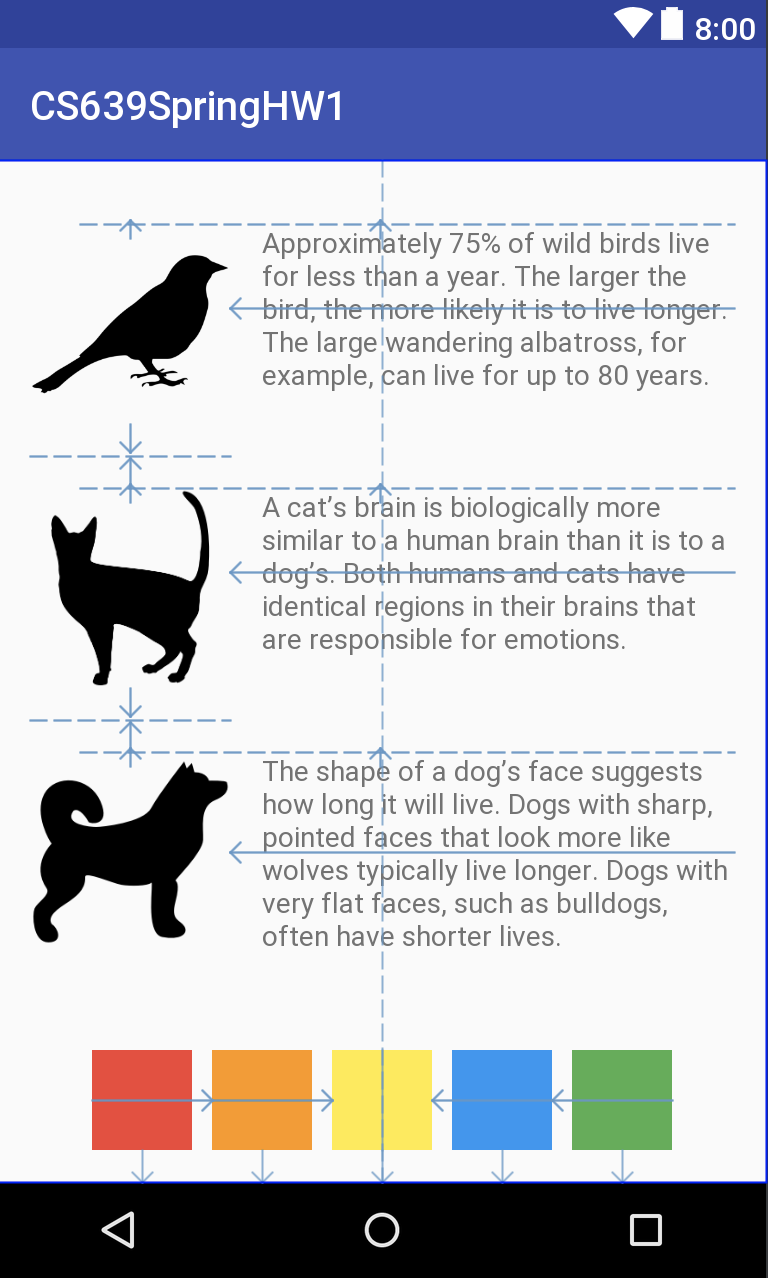 8:00
CS639SpringHW1
Approximately 75% of wild birds live
for less than a year. The larger the
bird, the more likely it is to live longer.
The large wandering albatross, for
example, can live for up to 80 years.
A cat’s brain is biologically more
similar to a human brain than it is to a
dog’s. Both humans and cats have
identical regions in their brains that
are responsible for emotions.
The shape of a dog’s face suggests
how long it will live. Dogs with sharp,
pointed faces that look more like
wolves typically live longer. Dogs with
very flat faces, such as bulldogs,
often have shorter lives.